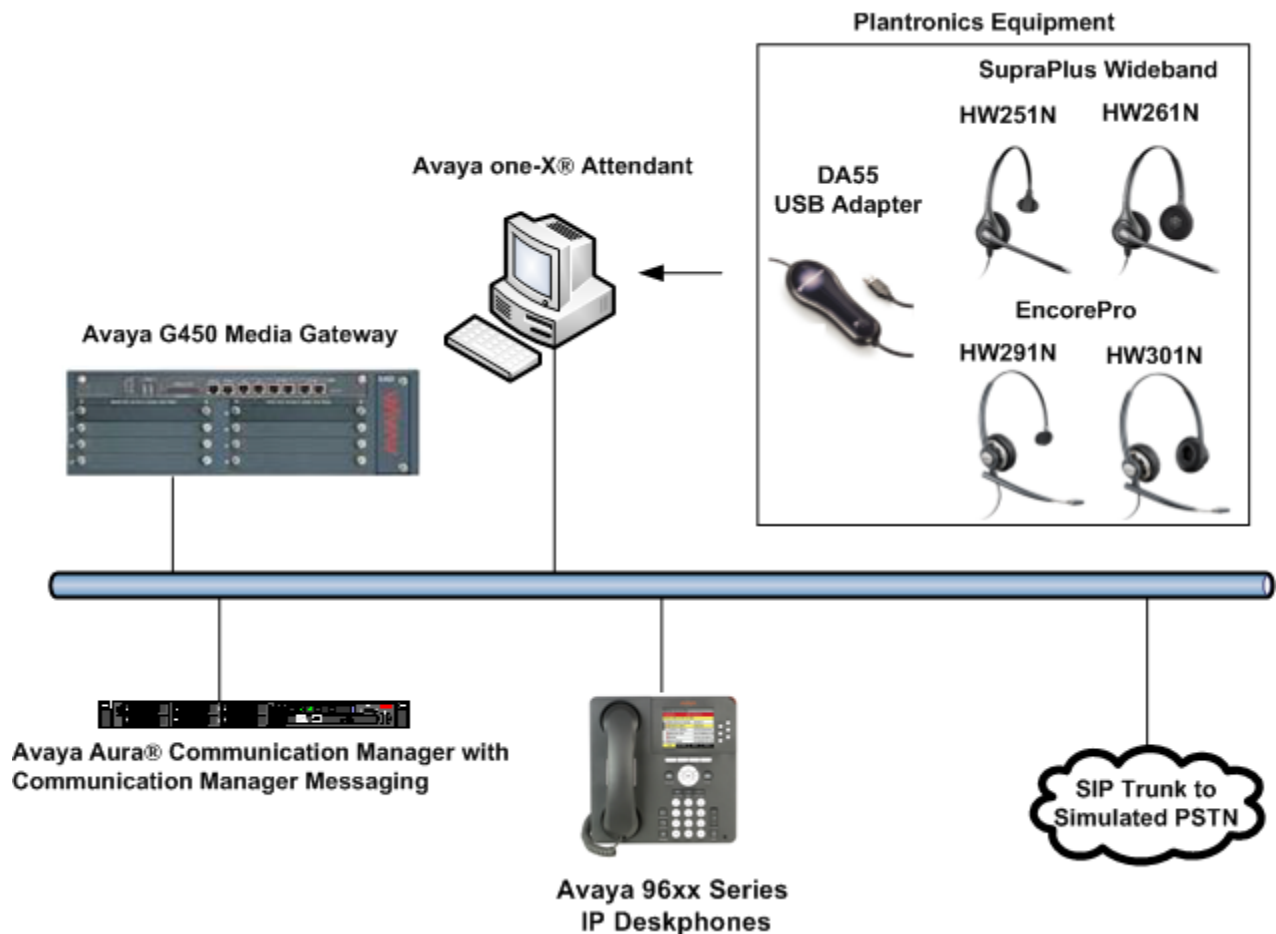 Plantronics Equipment
SupraPlus Wideband
HW251N
HW261N
Avaya one-X® Attendant
DA55
USB Adapter
EncorePro
HW291N
HW301N
Avaya G450 Media Gateway
Avaya Aura® Communication Manager with
Communication Manager Messaging
SIP Trunk to
Simulated PSTN
Avaya 96xx Series
IP Deskphones